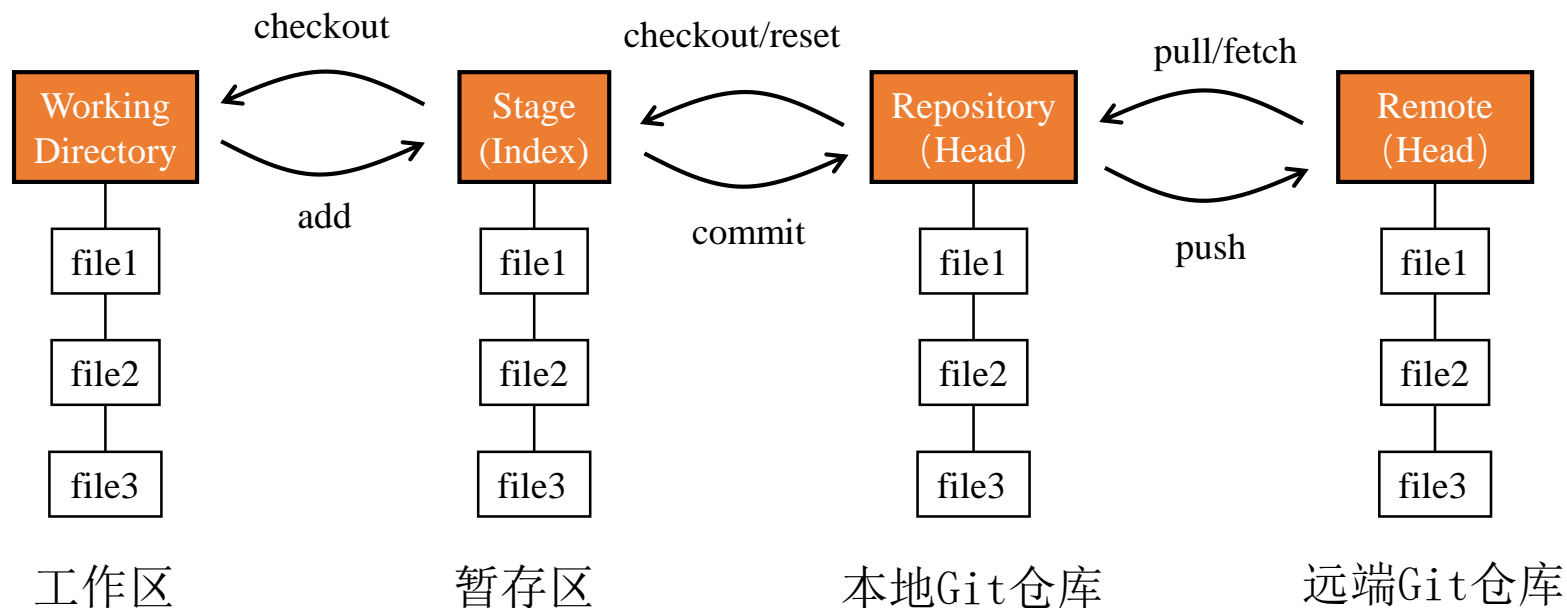 checkout
checkout/reset
pull/fetch
Working
Directory
Stage
(Index)
Repository
（Head）
Remote
（Head）
add
commit
push
file1
file1
file1
file1
file2
file2
file2
file2
file3
file3
file3
file3
工作区
暂存区
本地Git仓库
远端Git仓库